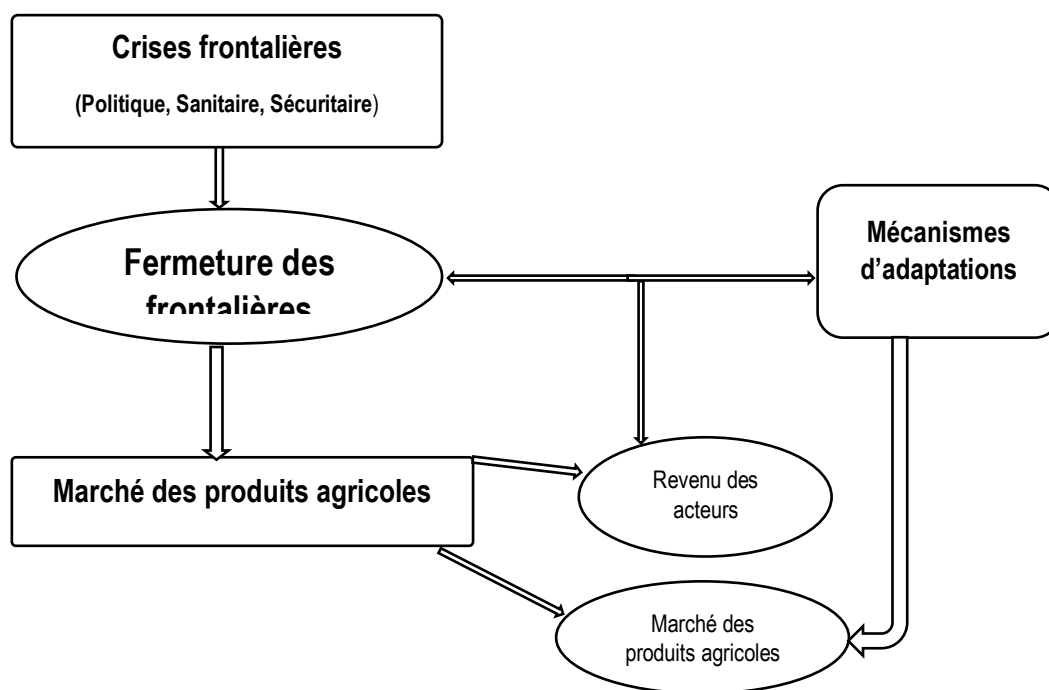 Crises frontalières
(Politique, Sanitaire, Sécuritaire)
Fermeture des
frontalières
Mécanismes
d’adaptations
Marché des produits agricoles
Revenu des
acteurs
Marché des
produits agricoles